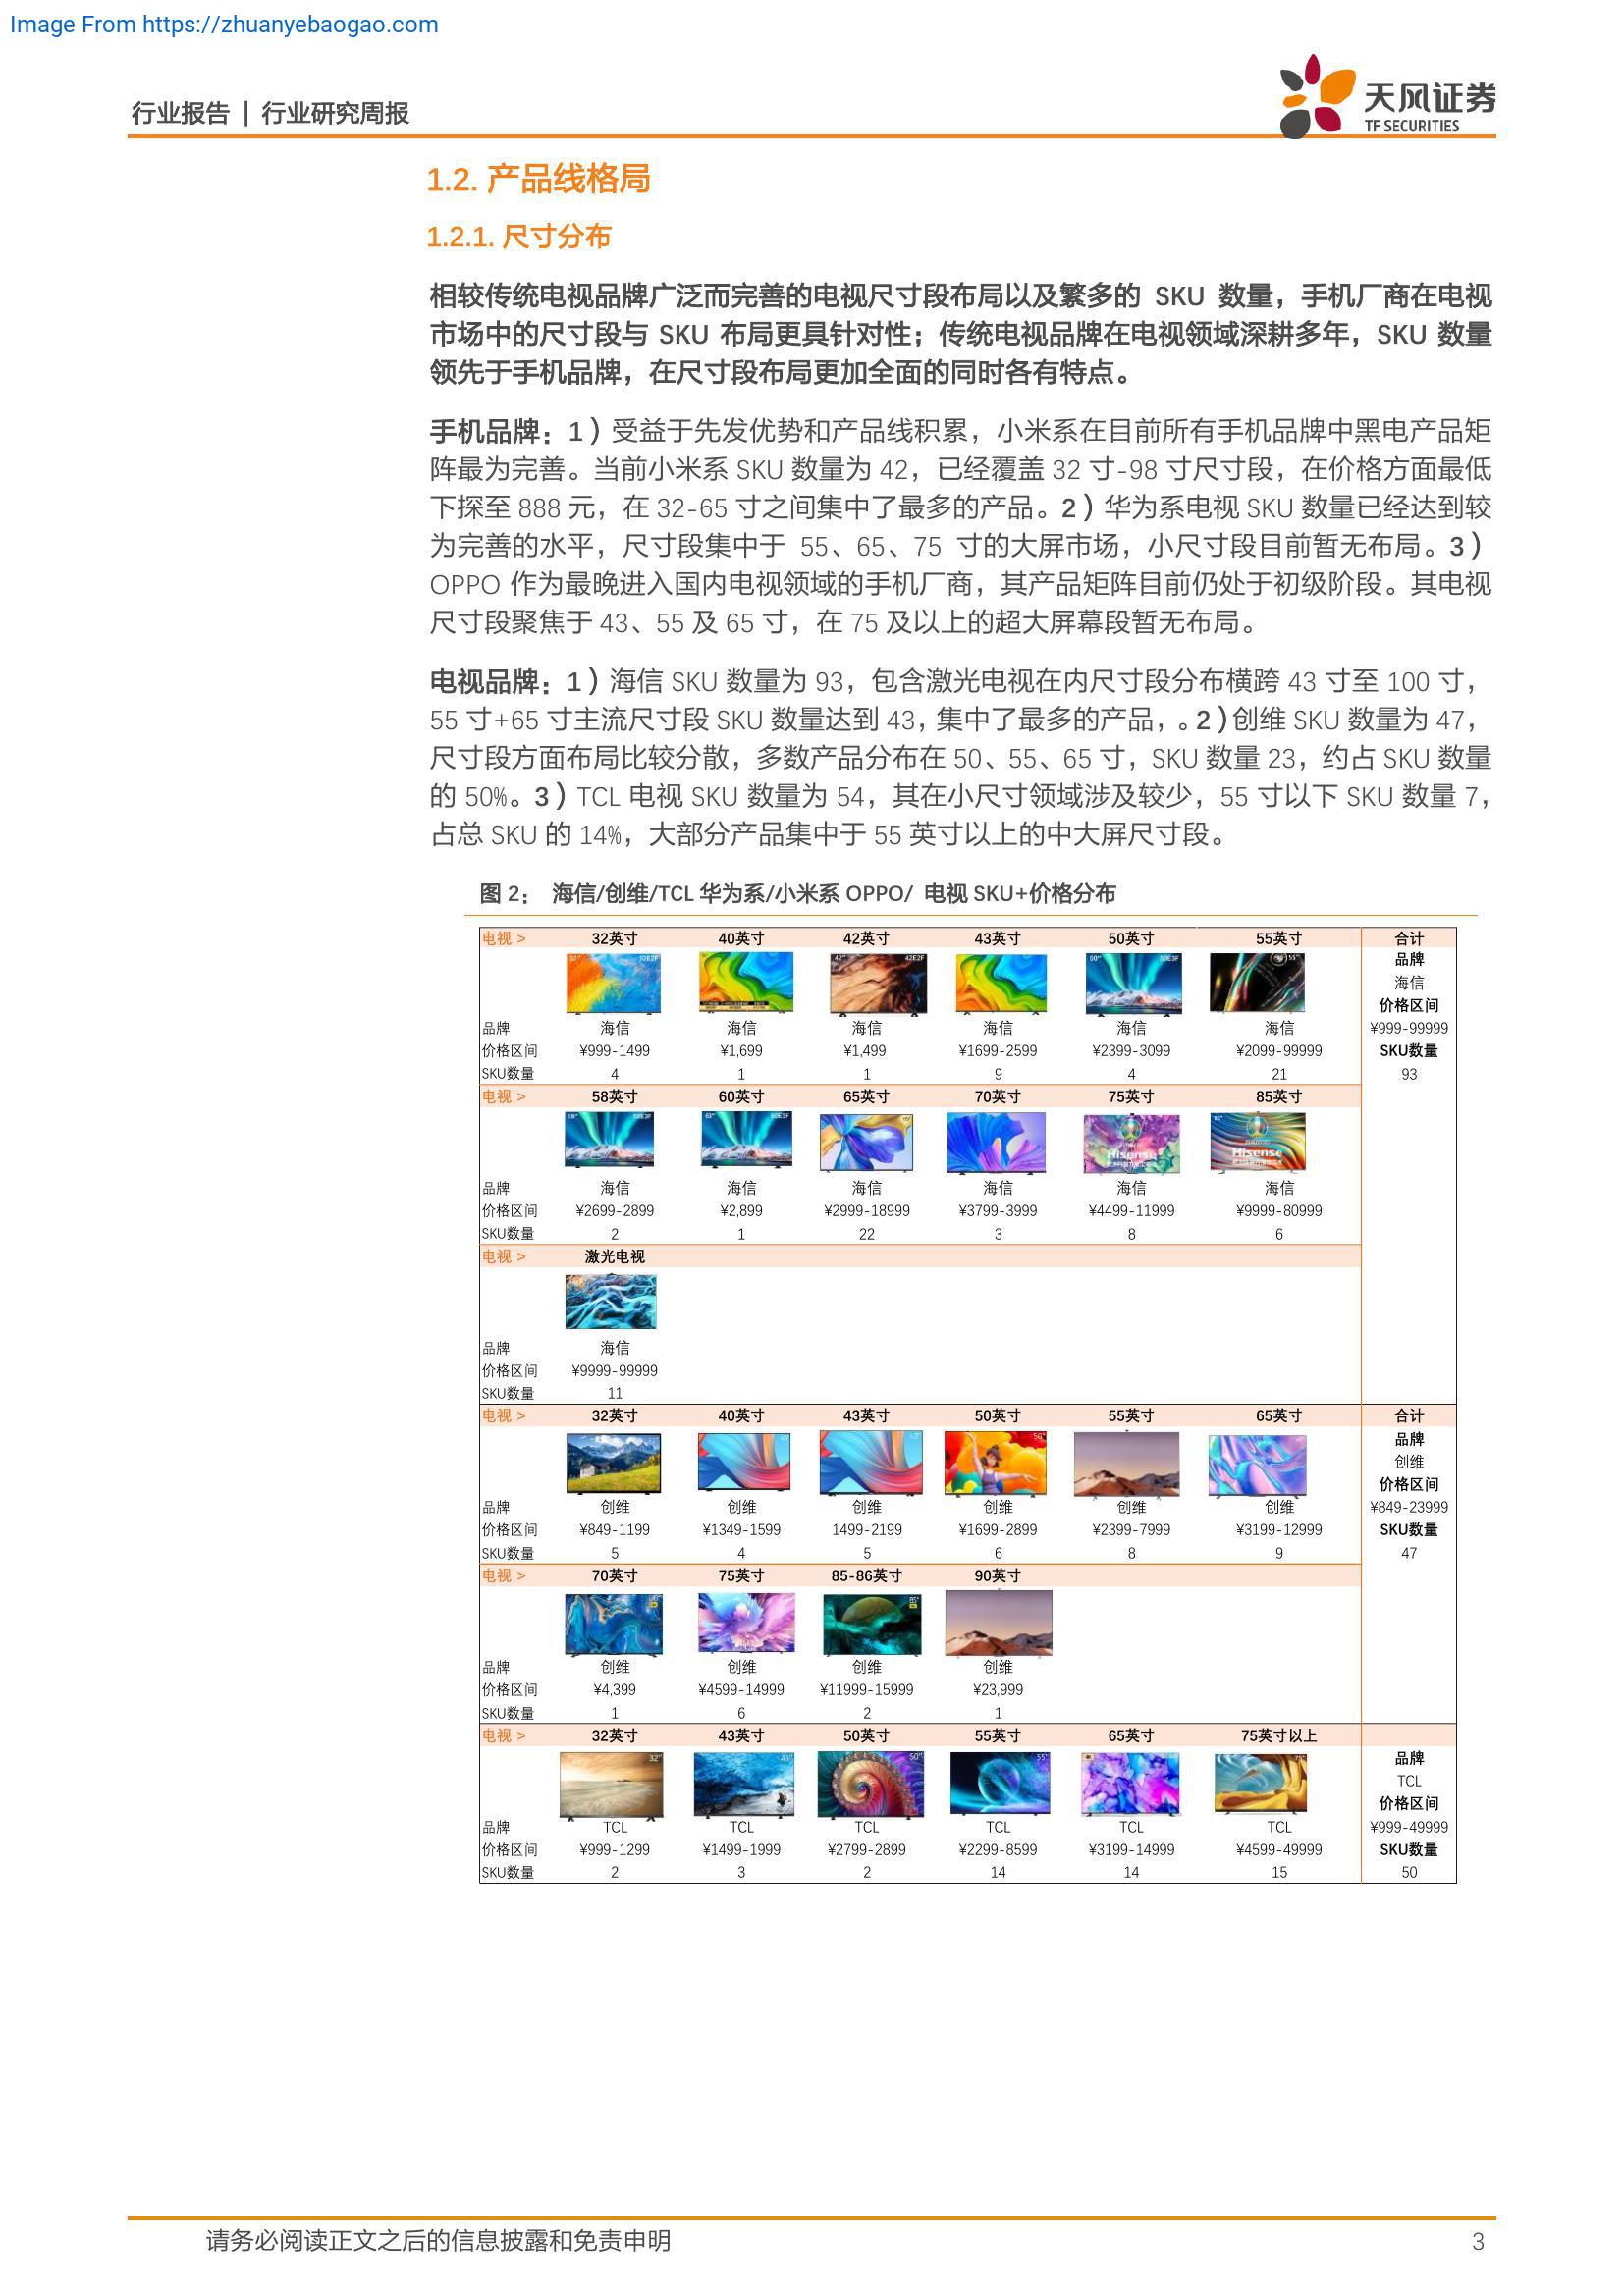 Image From https://zhuanyebaogao.com
行业报告 | 行业研究周报
天风证券
TF SECURITIES
1.2. 产品线格局
1.2.1. 尺寸分布
相较传统电视品牌广泛而完善的电视尺寸段布局以及繁多的 SKU 数量，手机厂商在电视
市场中的尺寸段与 SKU 布局更具针对性；传统电视品牌在电视领域深耕多年，SKU 数量
领先于手机品牌，在尺寸段布局更加全面的同时各有特点。
手机品牌：1）受益于先发优势和产品线积累，小米系在目前所有手机品牌中黑电产品矩
阵最为完善。当前小米系 SKU 数量为 42，已经覆盖 32 寸-98 寸尺寸段，在价格方面最低
下探至 888 元，在 32-65 寸之间集中了最多的产品。2）华为系电视 SKU 数量已经达到较
为完善的水平，尺寸段集中于 55、65、75 寸的大屏市场，小尺寸段目前暂无布局。3）
OPPO 作为最晚进入国内电视领域的手机厂商，其产品矩阵目前仍处于初级阶段。其电视
尺寸段聚焦于 43、55 及 65 寸，在 75 及以上的超大屏幕段暂无布局。
电视品牌：1）海信 SKU 数量为 93，包含激光电视在内尺寸段分布横跨 43 寸至 100 寸，
55 寸+65 寸主流尺寸段 SKU 数量达到 43，集中了最多的产品，。2）创维 SKU 数量为 47，
尺寸段方面布局比较分散，多数产品分布在 50、55、65 寸，SKU 数量 23，约占 SKU 数量
的 50%。3）TCL 电视 SKU 数量为 54，其在小尺寸领域涉及较少，55 寸以下 SKU 数量 7，
占总 SKU 的 14%，大部分产品集中于 55 英寸以上的中大屏尺寸段。
图 2： 海信/创维/TCL 华为系/小米系 OPPO/ 电视 SKU+价格分布
电视 > 32英寸 40英寸 42英寸 43英寸 50英寸 55英寸 合计
品牌
海信
价格区间
品牌 海信 海信 海信 海信 海信 海信 ¥999-99999
价格区间 ¥999-1499 ¥1,699 ¥1,499 ¥1699-2599 ¥2399-3099 ¥2099-99999 SKU数量
SKU数量 4 1 1 9 4 21 93
电视 > 58英寸 60英寸 65英寸 70英寸 75英寸 85英寸
Hisense Hisense
品牌 海信 海信 海信 海信 海信 海信
价格区间 ¥2699-2899 ¥2,899 ¥2999-18999 ¥3799-3999 ¥4499-11999 ¥9999-80999
SKU数量 2 1 22 3 8 6
电视 > 激光电视
品牌 海信
价格区间 ¥9999-99999
SKU数量 11
电视 > 32英寸 40英寸 43英寸 50英寸 55英寸 65英寸 合计
品牌
创维
价格区间
品牌 创维 创维 创维 创维 创维 创维 ¥849-23999
价格区间 ¥849-1199 ¥1349-1599 1499-2199 ¥1699-2899 ¥2399-7999 ¥3199-12999 SKU数量
SKU数量 5 4 5 6 8 9 47
电视 > 70英寸 75英寸 85-86英寸 90英寸
品牌 创维 创维 创维 创维
价格区间 ¥4,399 ¥4599-14999 ¥11999-15999 ¥23,999
SKU数量 1 6 2 1
电视 > 32英寸 43英寸 50英寸 55英寸 65英寸 75英寸以上
品牌
TCL
价格区间
品牌 TCL TCL TCL TCL TCL TCL ¥999-49999
价格区间 ¥999-1299 ¥1499-1999 ¥2799-2899 ¥2299-8599 ¥3199-14999 ¥4599-49999 SKU数量
SKU数量 2 3 2 14 14 15 50
请务必阅读正文之后的信息披露和免责申明 3